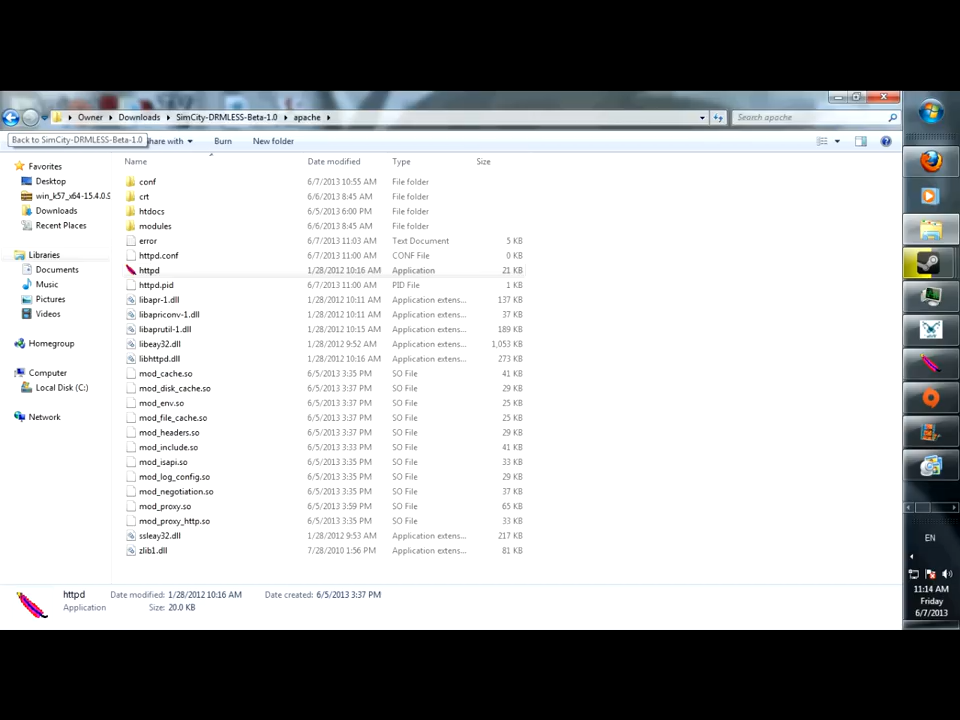 Owner Downloads SimCity-DRMLESS-Beta-1.0 apache Search apache
Back to SimCity-DRMLESS-Beta-1.0 hare with Burn New folder
Name Date modified Type Size
Favorites
Desktop
win_k57_x64-15.4.0.9
Downloads
Recent Places
Libraries
Documents
Music
Pictures
Videos
Homegroup
Computer
Local Disk (C:)
Network
conf 6/7/2013 10:55 AM File folder
crt 6/6/2013 8:45 AM File folder
htdocs 6/5/2013 6:00 PM File folder
modules 6/6/2013 8:45 AM File folder
error 6/7/2013 11:03 AM Text Document 5 KB
httpd.conf 6/7/2013 11:00 AM CONF File 0 KB
httpd 1/28/2012 10:16 AM Application 21 KB
httpd.pid 6/7/2013 11:00 AM PID File 1 KB
libapr-1.dll 1/28/2012 10:11 AM Application extens... 137 KB
libapriconv-1.dll 1/28/2012 10:11 AM Application extens... 37 KB
libaprutil-1.dll 1/28/2012 10:15 AM Application extens... 189 KB
libeay32.dll 1/28/2012 9:52 AM Application extens... 1,053 KB
libhttpd.dll 1/28/2012 10:16 AM Application extens... 273 KB
mod_cache.so 6/5/2013 3:35 PM SO File 41 KB
mod_disk_cache.so 6/5/2013 3:37 PM SO File 29 KB
mod_env.so 6/5/2013 3:37 PM SO File 25 KB
mod_file_cache.so 6/5/2013 3:37 PM SO File 25 KB
mod_headers.so 6/5/2013 3:37 PM SO File 29 KB
mod_include.so 6/5/2013 3:33 PM SO File 41 KB
mod_isapi.so 6/5/2013 3:35 PM SO File 33 KB
mod_log_config.so 6/5/2013 3:35 PM SO File 29 KB
mod_negotiation.so 6/5/2013 3:35 PM SO File 37 KB
mod_proxy.so 6/5/2013 3:59 PM SO File 65 KB
mod_proxy_http.so 6/5/2013 3:35 PM SO File 33 KB
ssleay32.dll 1/28/2012 9:53 AM Application extens... 217 KB
zlib1.dll 7/28/2010 1:56 PM Application extens... 81 KB
httpd Date modified: 1/28/2012 10:16 AM Date created: 6/5/2013 3:37 PM
Application Size: 20.0 KB
EN
11:14 AM
Friday
6/7/2013